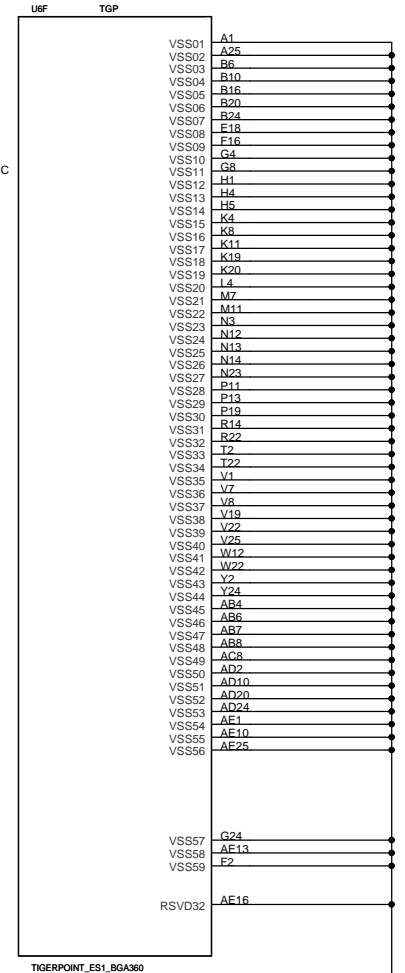 U6F TGP
VSS01 A1
VSS02 A25
VSS03 B6
VSS04 B10
VSS05 B16
VSS06 B20
VSS07 B24
VSS08 E18
VSS09 F16
VSS10 G4
VSS11 G8
VSS12 H1
VSS13 H4
VSS14 H5
VSS15 K4
VSS16 K8
VSS17 K11
VSS18 K19
VSS19 K20
VSS20 L4
VSS21 M7
VSS22 M11
VSS23 N3
VSS24 N12
VSS25 N13
VSS26 N14
VSS27 N23
VSS28 P11
VSS29 P13
VSS30 P19
VSS31 R14
VSS32 R22
VSS33 T2
VSS34 T22
VSS35 V1
VSS36 V7
VSS37 V8
VSS38 V19
VSS39 V22
VSS40 V25
VSS41 W12
VSS42 W22
VSS43 Y2
VSS44 Y24
VSS45 AB4
VSS46 AB6
VSS47 AB7
VSS48 AB8
VSS49 AC8
VSS50 AD2
VSS51 AD10
VSS52 AD20
VSS53 AD24
VSS54 AE1
VSS55 AE10
VSS56 AE25
VSS57 G24
VSS58 AE13
VSS59 F2
RSVD32 AE16
TIGERPOINT_ES1_BGA360